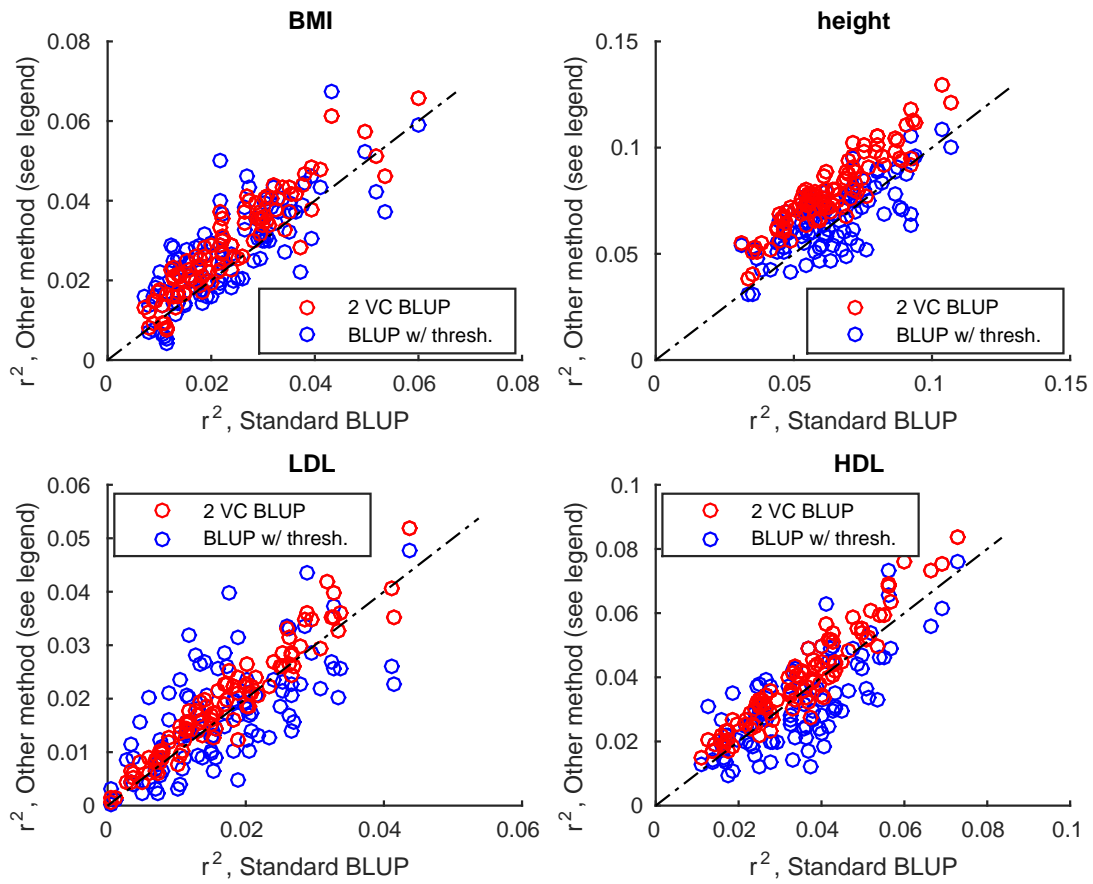 BMI
r², Other method (see legend)
0.08
0.06
0.04
0.02
0
2 VC BLUP
BLUP w/ thresh.
0
0.02
0.04
0.06
0.08
r², Standard BLUP
height
r², Other method (see legend)
0.15
0.1
0.05
0
2 VC BLUP
BLUP w/ thresh.
0
0.05
0.1
0.15
r², Standard BLUP
LDL
r², Other method (see legend)
0.06
0.05
0.04
0.03
0.02
0.01
0
2 VC BLUP
BLUP w/ thresh.
0
0.02
0.04
0.06
r², Standard BLUP
HDL
r², Other method (see legend)
0.1
0.08
0.06
0.04
0.02
0
2 VC BLUP
BLUP w/ thresh.
0
0.02
0.04
0.06
0.08
0.1
r², Standard BLUP